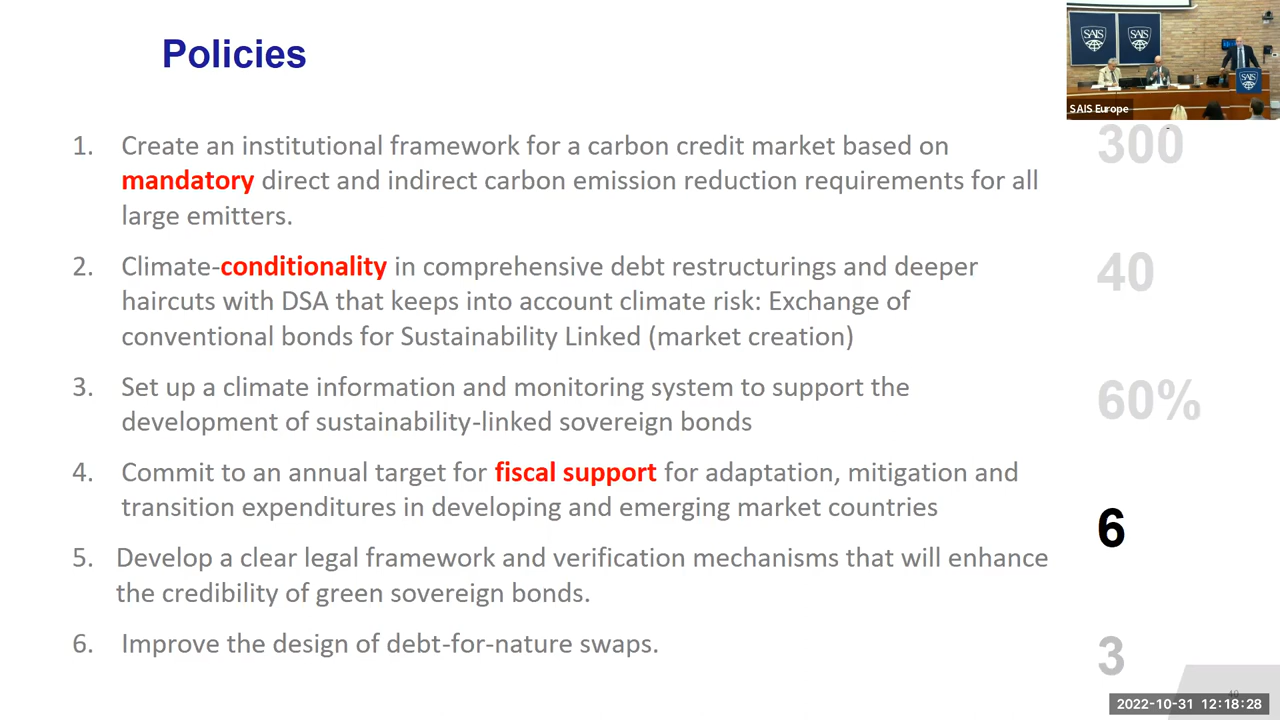 Policies
SAIS
SAIS
SAIS
SAIS Europe
1. Create an institutional framework for a carbon credit market based on
mandatory direct and indirect carbon emission reduction requirements for all
large emitters.
2. Climate-conditionality in comprehensive debt restructurings and deeper
haircuts with DSA that keeps into account climate risk: Exchange of
conventional bonds for Sustainability Linked (market creation)
3. Set up a climate information and monitoring system to support the
development of sustainability-linked sovereign bonds
4. Commit to an annual target for fiscal support for adaptation, mitigation and
transition expenditures in developing and emerging market countries
5. Develop a clear legal framework and verification mechanisms that will enhance
the credibility of green sovereign bonds.
6. Improve the design of debt-for-nature swaps.
300
40
60%
6
3
2022-10-31 12:18:28